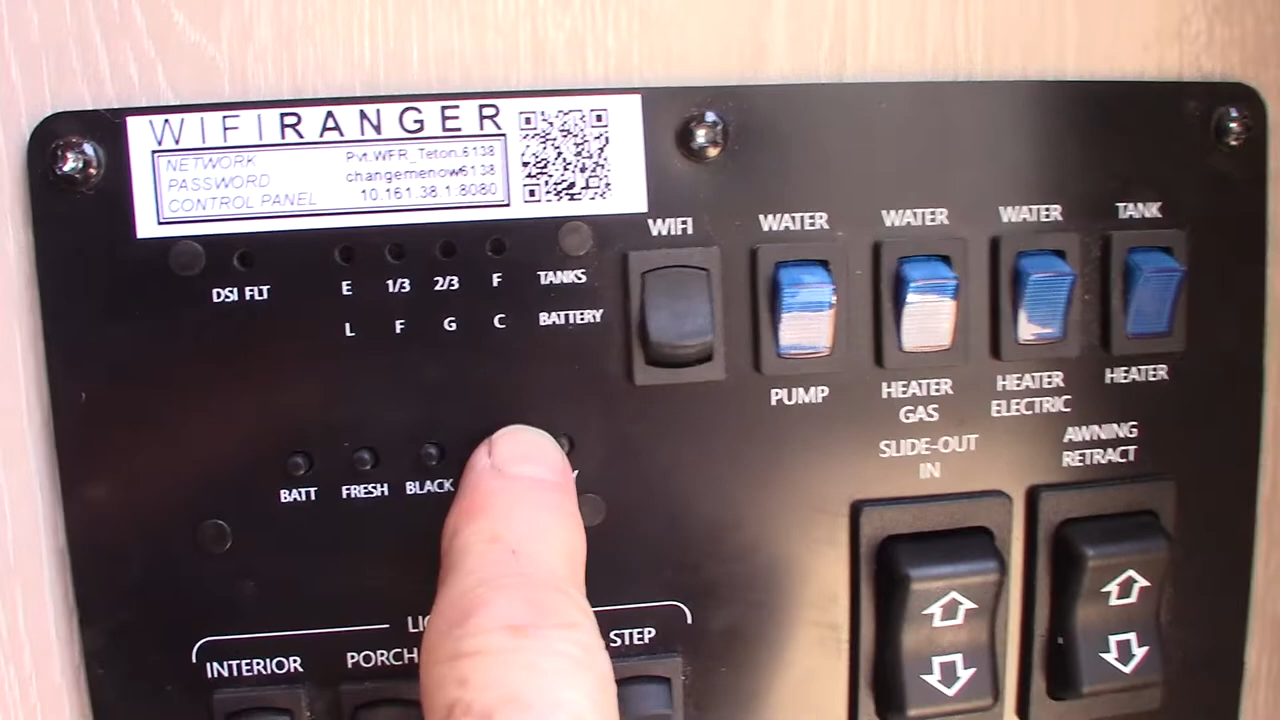 WIFIRANGER
NETWORK Pvt.WFR_Teton.6138
PASSWORD changemenow6138
CONTROL PANEL 10.161.38.1:8080
WIFI
WATER
WATER
WATER
TANK
DSI FLT
E 1/3 2/3 F TANKS
L F G C BATTERY
PUMP
HEATER
GAS
HEATER
ELECTRIC
HEATER
SLIDE-OUT
IN
AWNING
RETRACT
BATT FRESH BLACK
INTERIOR
PORCH
STEP